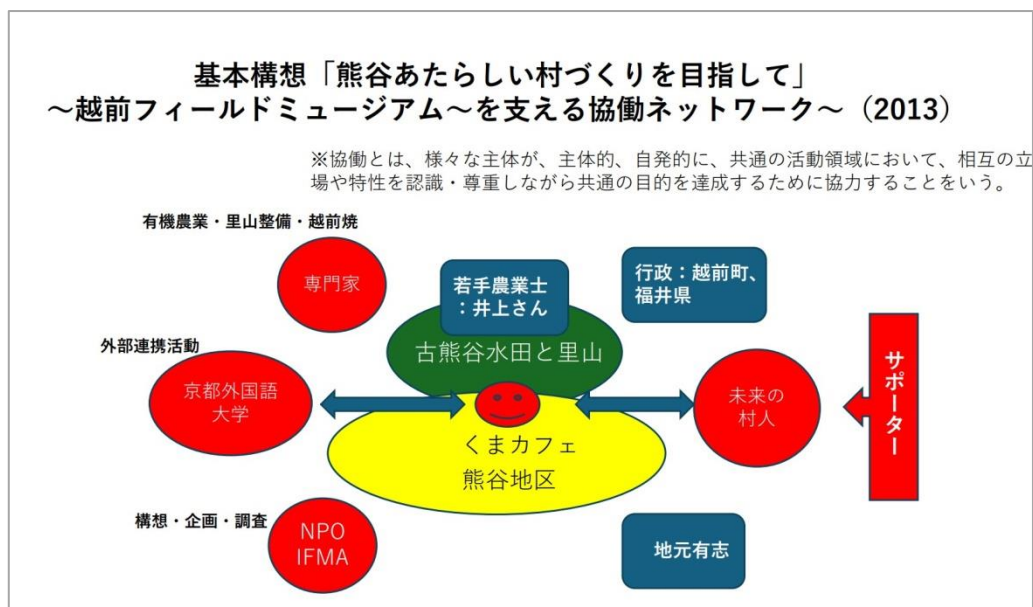 基本構想「熊谷あたらしい村づくりを目指して」
～越前フィールドミュージアム～を支える協働ネットワーク～（2013）
※協働とは、様々な主体が、主体的、自発的に、共通の活動領域において、相互の立
場や特性を認識・尊重しながら共通の目的を達成するために協力することをいう。
有機農業・里山整備・越前焼
専門家
若手農業士
：井上さん
行政：越前町、
福井県
外部連携活動
古熊谷水田と里山
京都外国語
大学
未来の
村人
サポーター
くまカフェ
熊谷地区
構想・企画・調査
NPO
IFMA
地元有志